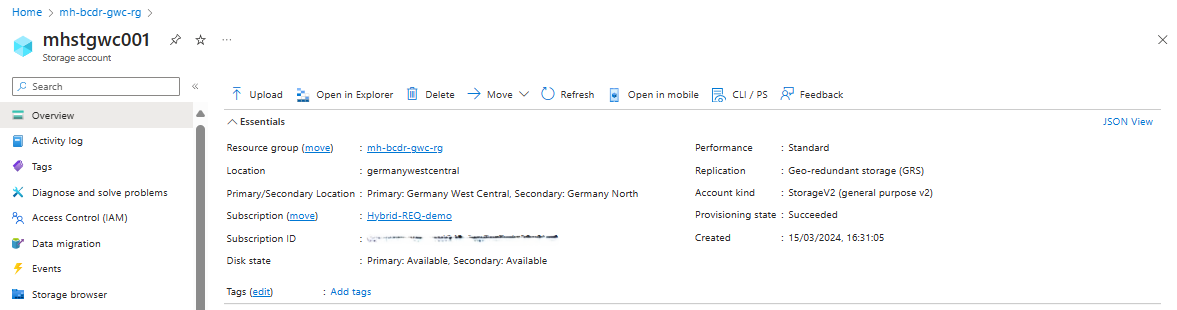 Home > mh-bcdr-gwc-rg >
mhstgwc001
Storage account
Search
Overview
Activity log
Tags
Diagnose and solve problems
Access Control (IAM)
Data migration
Events
Storage browser
Upload Open in Explorer Delete Move Refresh Open in mobile CLI / PS Feedback
Essentials
JSON View
Resource group (move) : mh-bcdr-gwc-rg
Location : germanywestcentral
Primary/Secondary Location : Primary: Germany West Central, Secondary: Germany North
Subscription (move) : Hybrid-REQ-demo
Subscription ID :
Disk state : Primary: Available, Secondary: Available
Tags (edit) : Add tags
Performance : Standard
Replication : Geo-redundant storage (GRS)
Account kind : StorageV2 (general purpose v2)
Provisioning state : Succeeded
Created : 15/03/2024, 16:31:05